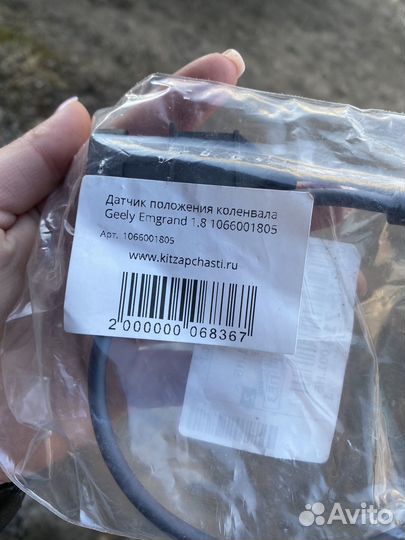 Датчик положения коленвала
Geely Emgrand 1.8 1066001805
Арт. 1066001805
www.kitzapchasti.ru
2 000000 068367
Avito